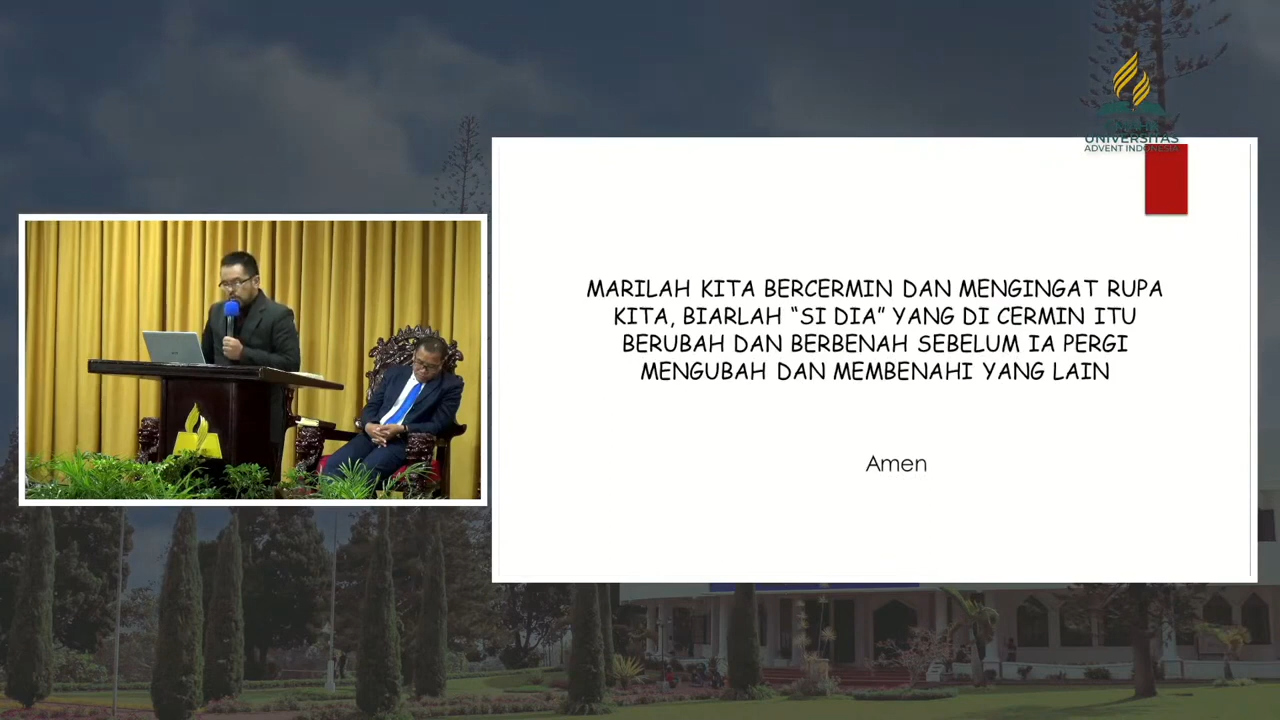 UNIVERSITAS
ADVENT INDONESIA
MARILAH KITA BERCERMIN DAN MENGINGAT RUPA
KITA, BIARLAH “SI DIA” YANG DI CERMIN ITU
BERUBAH DAN BERBENAH SEBELUM IA PERGI
MENGUBAH DAN MEMBENAHI YANG LAIN
Amen